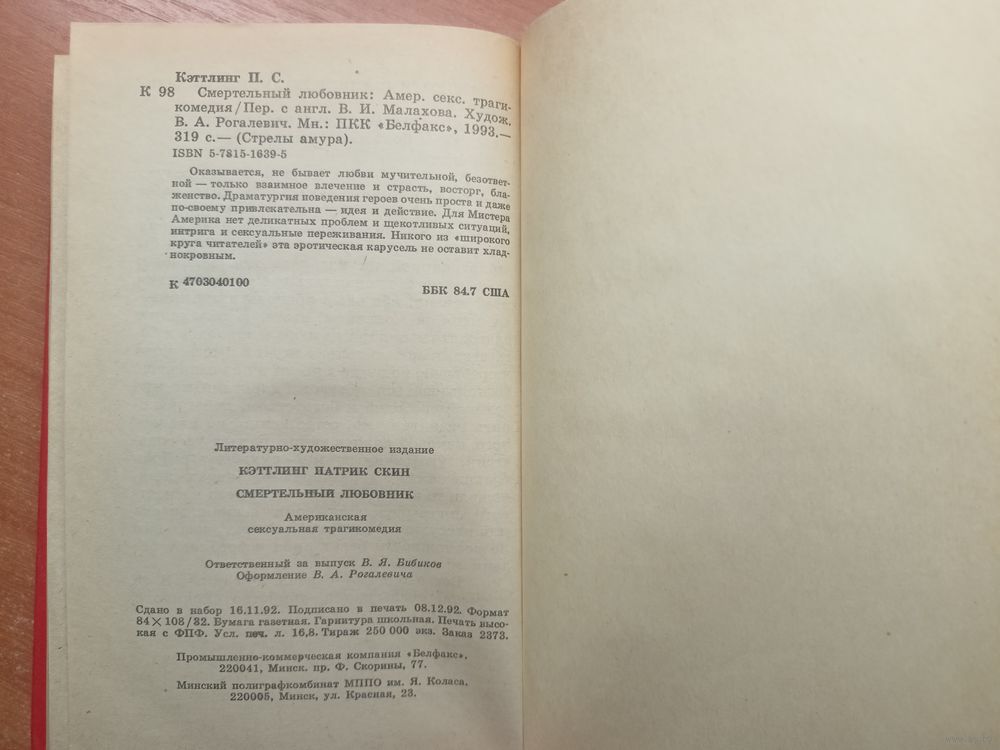 Кэттлинг П. С.
К 98 Смертельный любовник: Амер. секс. траги-
комедия / Пер. с англ. В. И. Малахова. Худож.
В. А. Рогалевич. Мн.: ПКК «Белфакс», 1993.—
319 с.— (Стрелы амура).
ISBN 5-7815-1639-5
Оказывается, не бывает любви мучительной, безответ-
ной — только взаимное влечение и страсть, восторг, бла-
женство. Драматургия поведения героев очень проста и даже
по-своему привлекательна — идея и действие. Для Мистера
Америка нет деликатных проблем и щекотливых ситуаций,
интрига и сексуальные переживания. Никого из «широкого
круга читателей» эта эротическая карусель не оставит хлад-
нокровным.
К 4703040100
ББК 84.7 США
Литературно-художественное издание
КЭТТЛИНГ ПАТРИК СКИН
СМЕРТЕЛЬНЫЙ ЛЮБОВНИК
Американская
сексуальная трагикомедия
Ответственный за выпуск В. Я. Бибиков
Оформление В. А. Рогалевича
Сдано в набор 16.11.92. Подписано в печать 08.12.92. Формат
84×108/32. Бумага газетная. Гарнитура школьная. Печать высо-
кая с ФПФ. Усл. печ. л. 16,8. Тираж 250 000 экз. Заказ 2373.
Промышленно-коммерческая компания «Белфакс».
220041, Минск. пр. Ф. Скорины, 77.
Минский полиграфкомбинат МППО им. Я. Коласа.
220005, Минск, ул. Красная, 23.